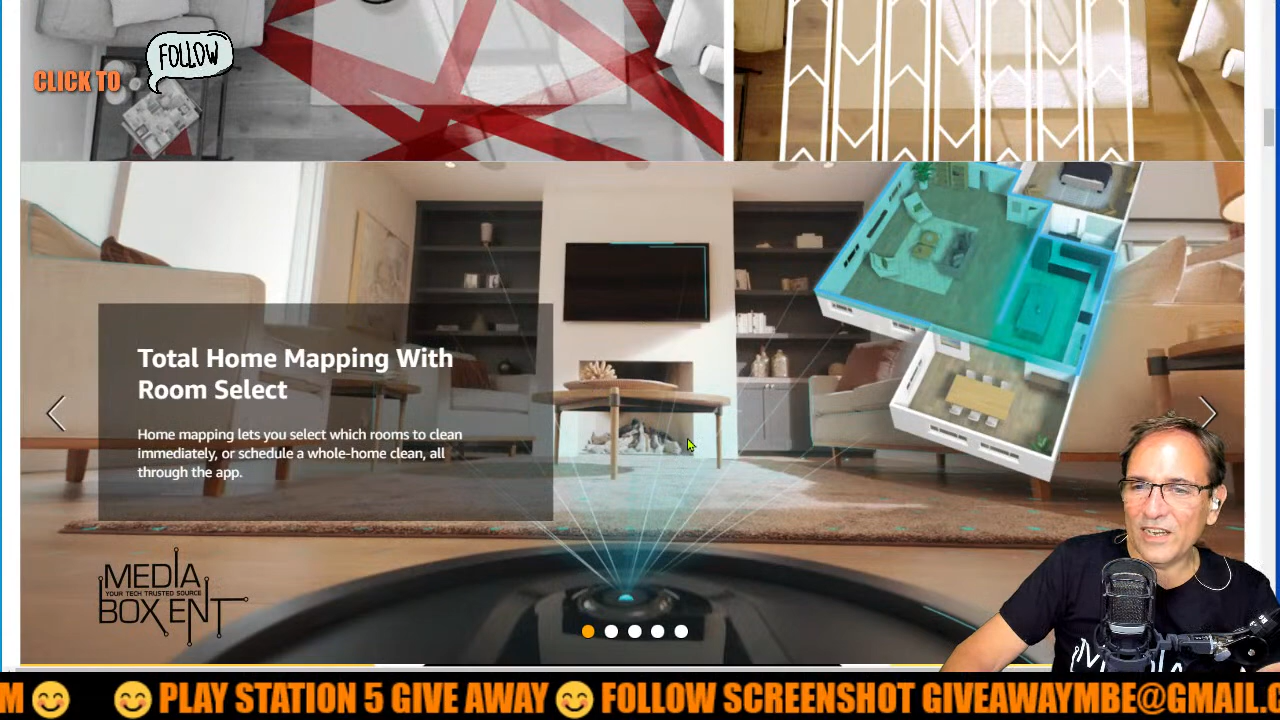 FOLLOW
CLICK TO
Total Home Mapping With
Room Select
Home mapping lets you select which rooms to clean
immediately, or schedule a whole-home clean, all
through the app.
MEDIA
YOUR TECH TRUSTED SOURCE
BOX ENT
M 😊 😊 PLAY STATION 5 GIVE AWAY 😊 FOLLOW SCREENSHOT GIVEAWAYMBE@GMAIL.C